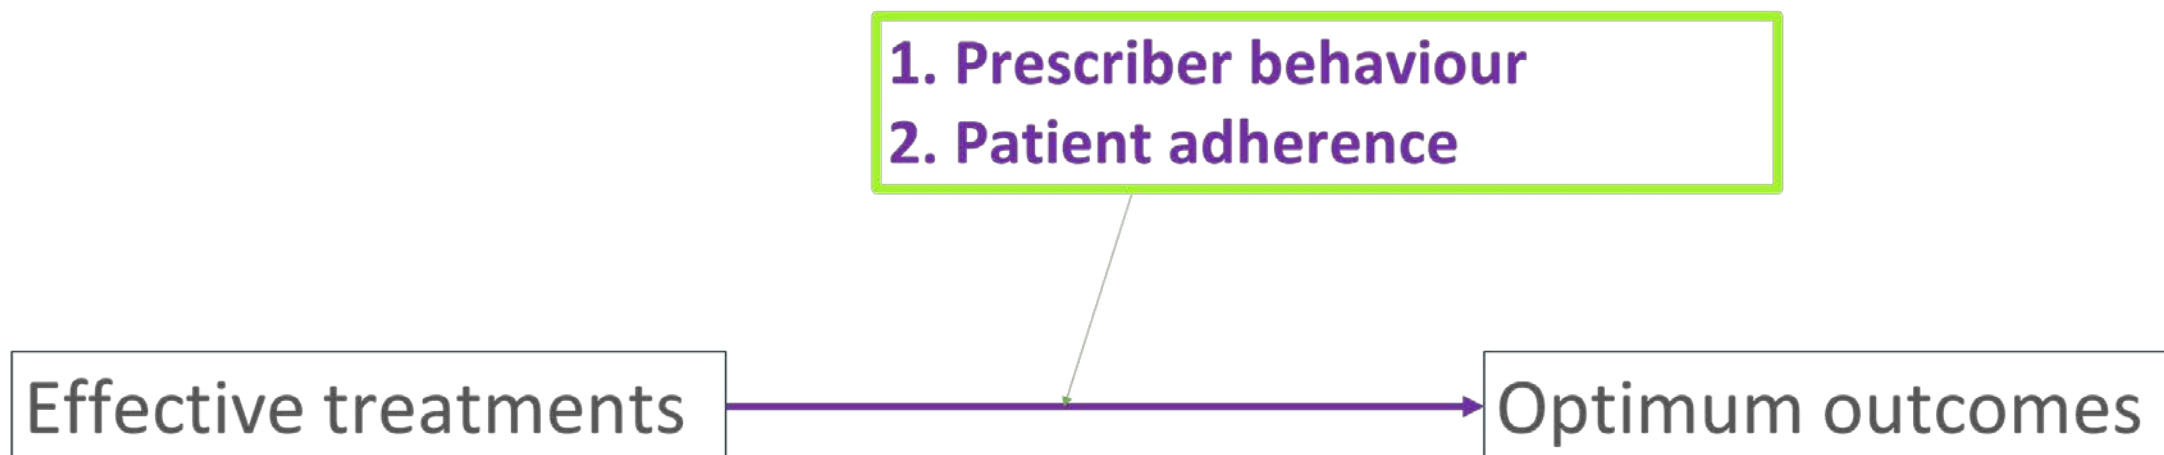 1. Prescriber behaviour
2. Patient adherence
Effective treatments
Optimum outcomes